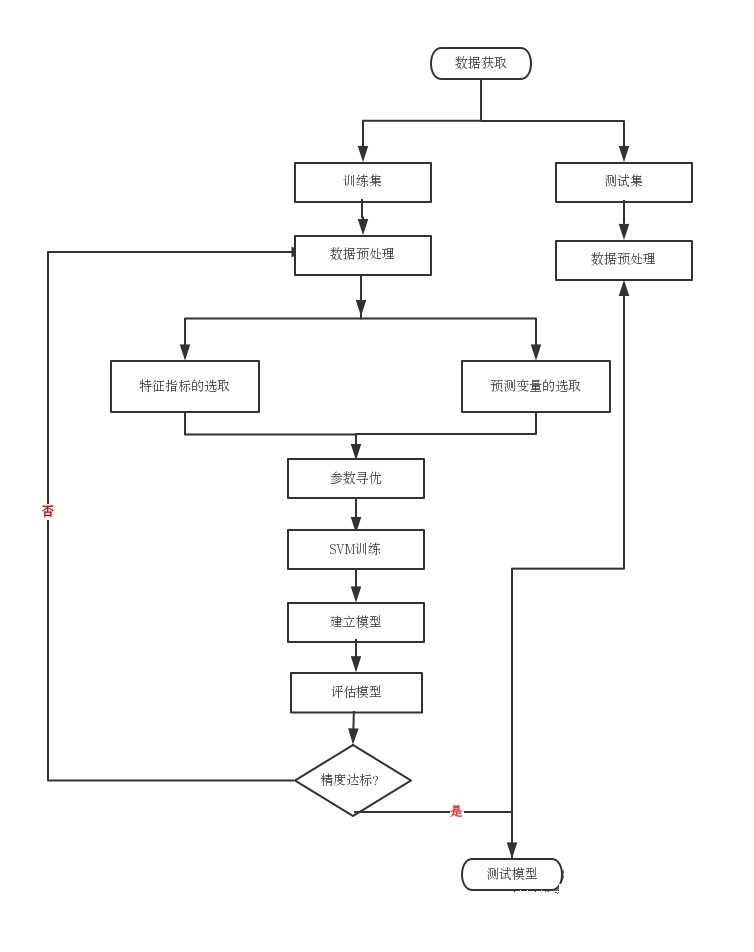 数据获取
训练集
测试集
数据预处理
数据预处理
特征指标的选取
预测变量的选取
参数寻优
否
SVM训练
建立模型
评估模型
精度达标?
是
测试模型